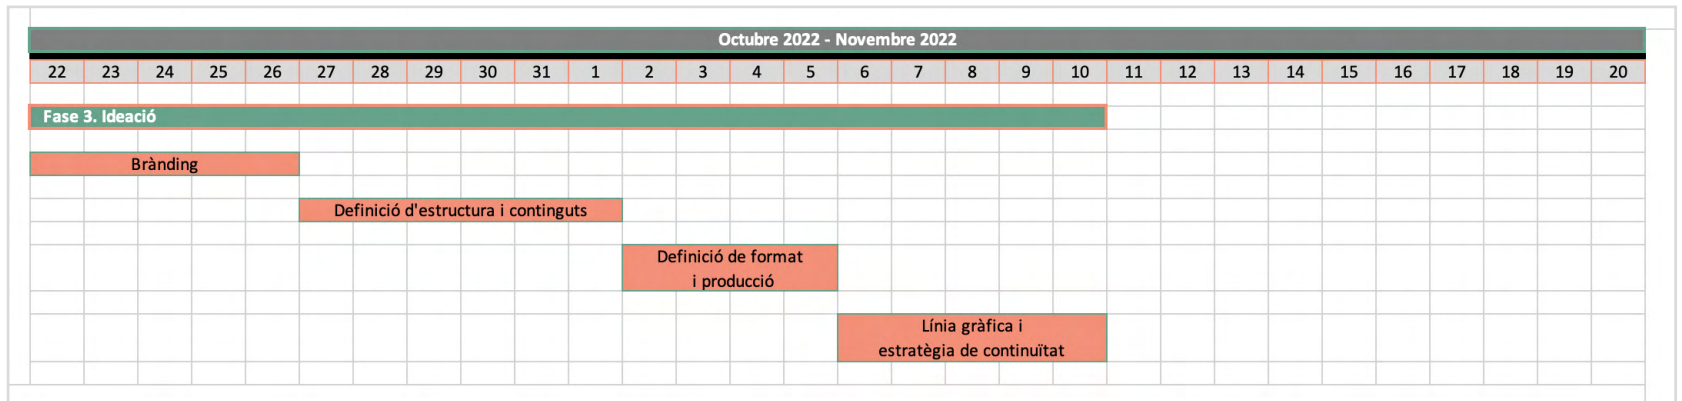 Octubre 2022 - Novembre 2022
22 23 24 25 26 27 28 29 30 31 1 2 3 4 5 6 7 8 9 10 11 12 13 14 15 16 17 18 19 20
Fase 3. Ideació
Brànding
Definició d'estructura i continguts
Definició de format
i producció
Línia gràfica i
estratègia de continuïtat